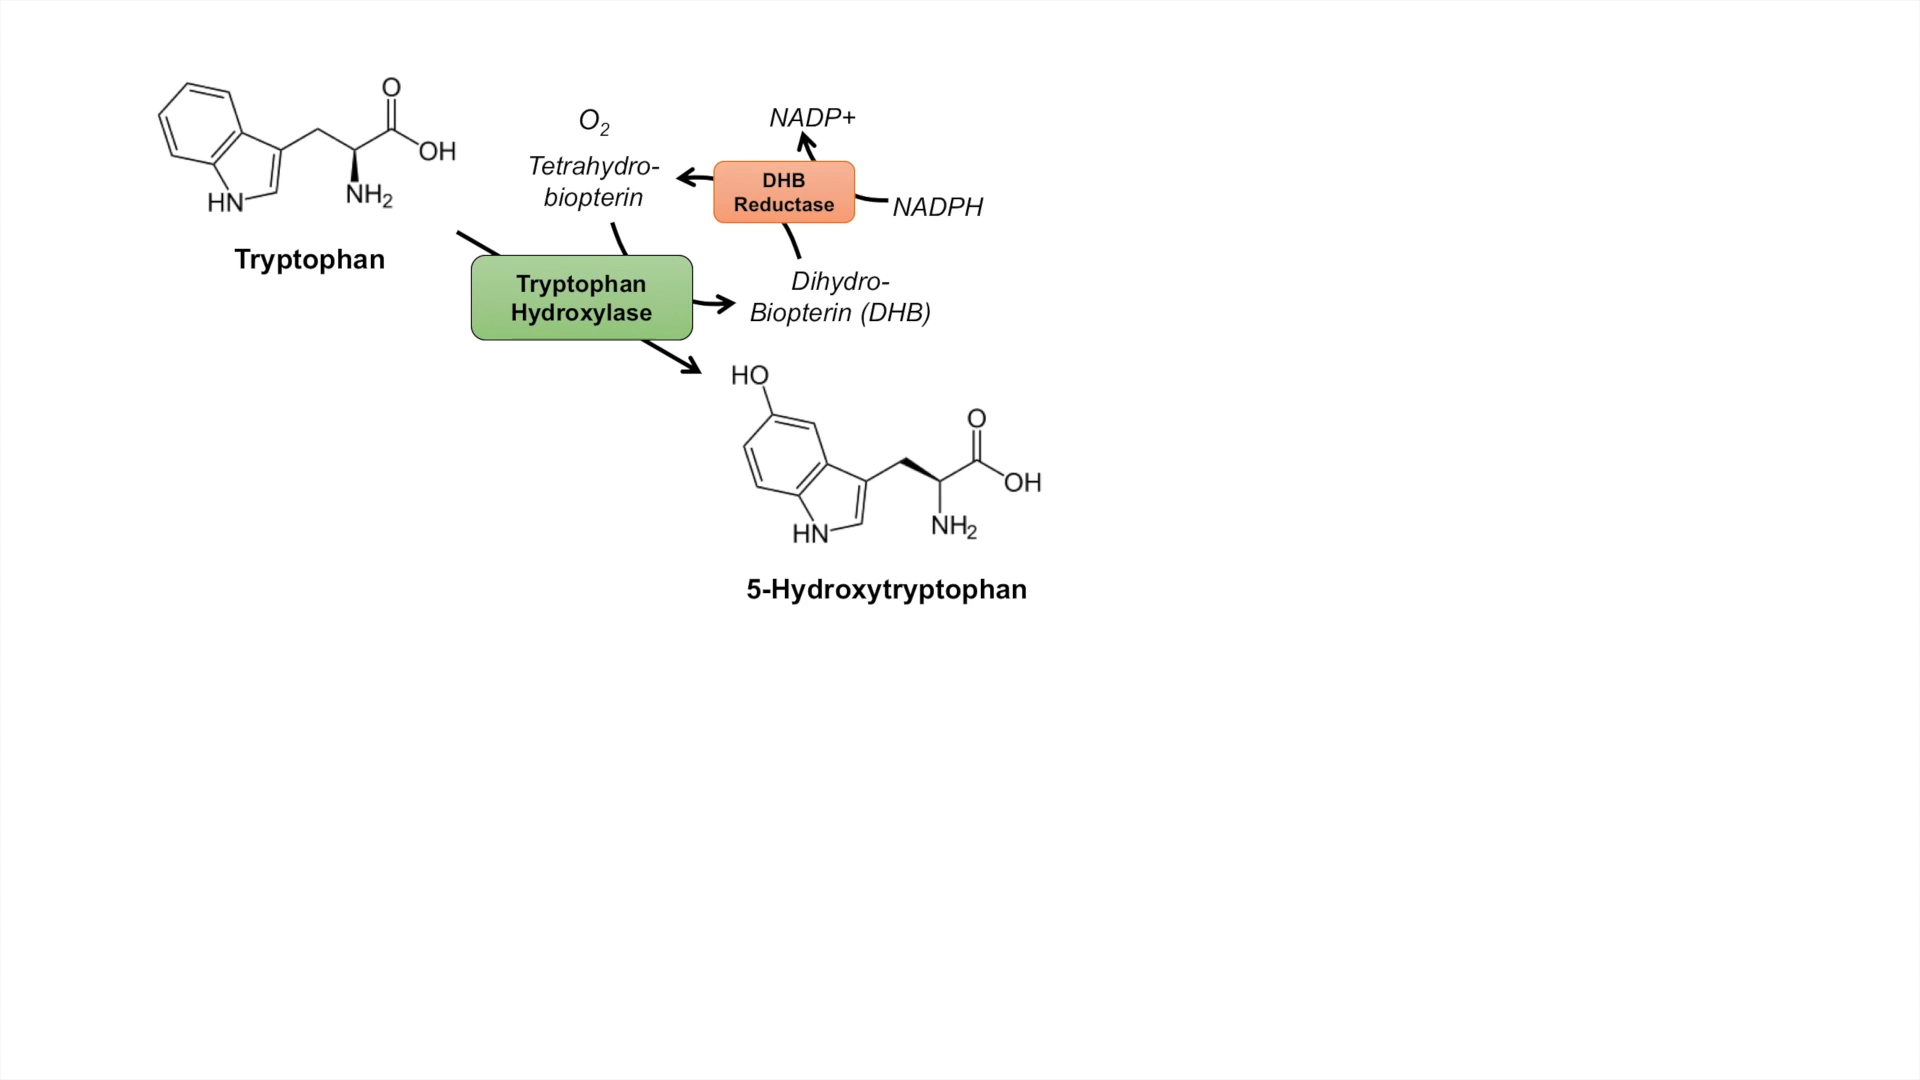 O
OH
NH2
HN
Tryptophan
O2
Tetrahydro-
biopterin
NADP+
DHB
Reductase
NADPH
Tryptophan
Hydroxylase
Dihydro-
Biopterin (DHB)
HO
O
OH
NH2
HN
5-Hydroxytryptophan